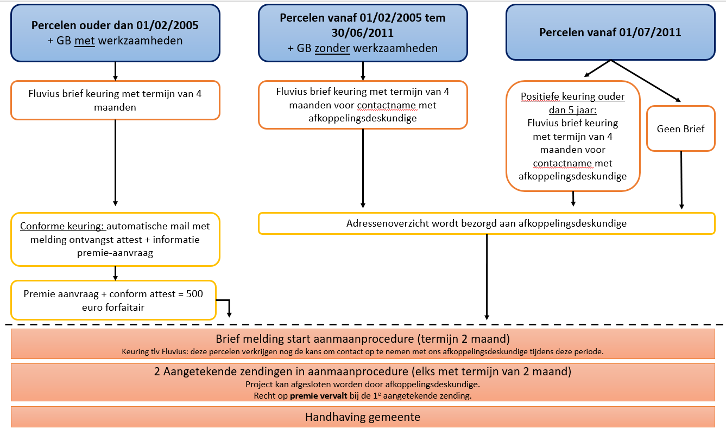 Percelen ouder dan 01/02/2005
+ GB met werkzaamheden
Percelen vanaf 01/02/2005 tem
30/06/2011
+ GB zonder werkzaamheden
Percelen vanaf 01/07/2011
Fluvius brief keuring met termijn van 4
maanden
Fluvius brief keuring met termijn van 4
maanden voor contactname met
afkoppelingsdeskundige
Positiefe keuring ouder
dan 5 jaar:
Fluvius brief keuring
met termijn van 4
maanden voor
contactname met
afkoppelingsdeskundige
Geen Brief
Conforme keuring: automatische mail met
melding ontvangst attest + informatie
premie-aanvraag
Adressenoverzicht wordt bezorgd aan afkoppelingsdeskundige
Premie aanvraag + conform attest = 500
euro forfaitair
Brief melding start aanmaanprocedure (termijn 2 maand)
Keuring tlv Fluvius: deze percelen verkrijgen nog de kans om contact op te nemen met ons afkoppelingsdeskundige tijdens deze periode.
2 Aangetekende zendingen in aanmaanprocedure (elks met termijn van 2 maand)
Project kan afgesloten worden door afkoppelingsdeskundige.
Recht op premie vervalt bij de 1e aangetekende zending.
Handhaving gemeente